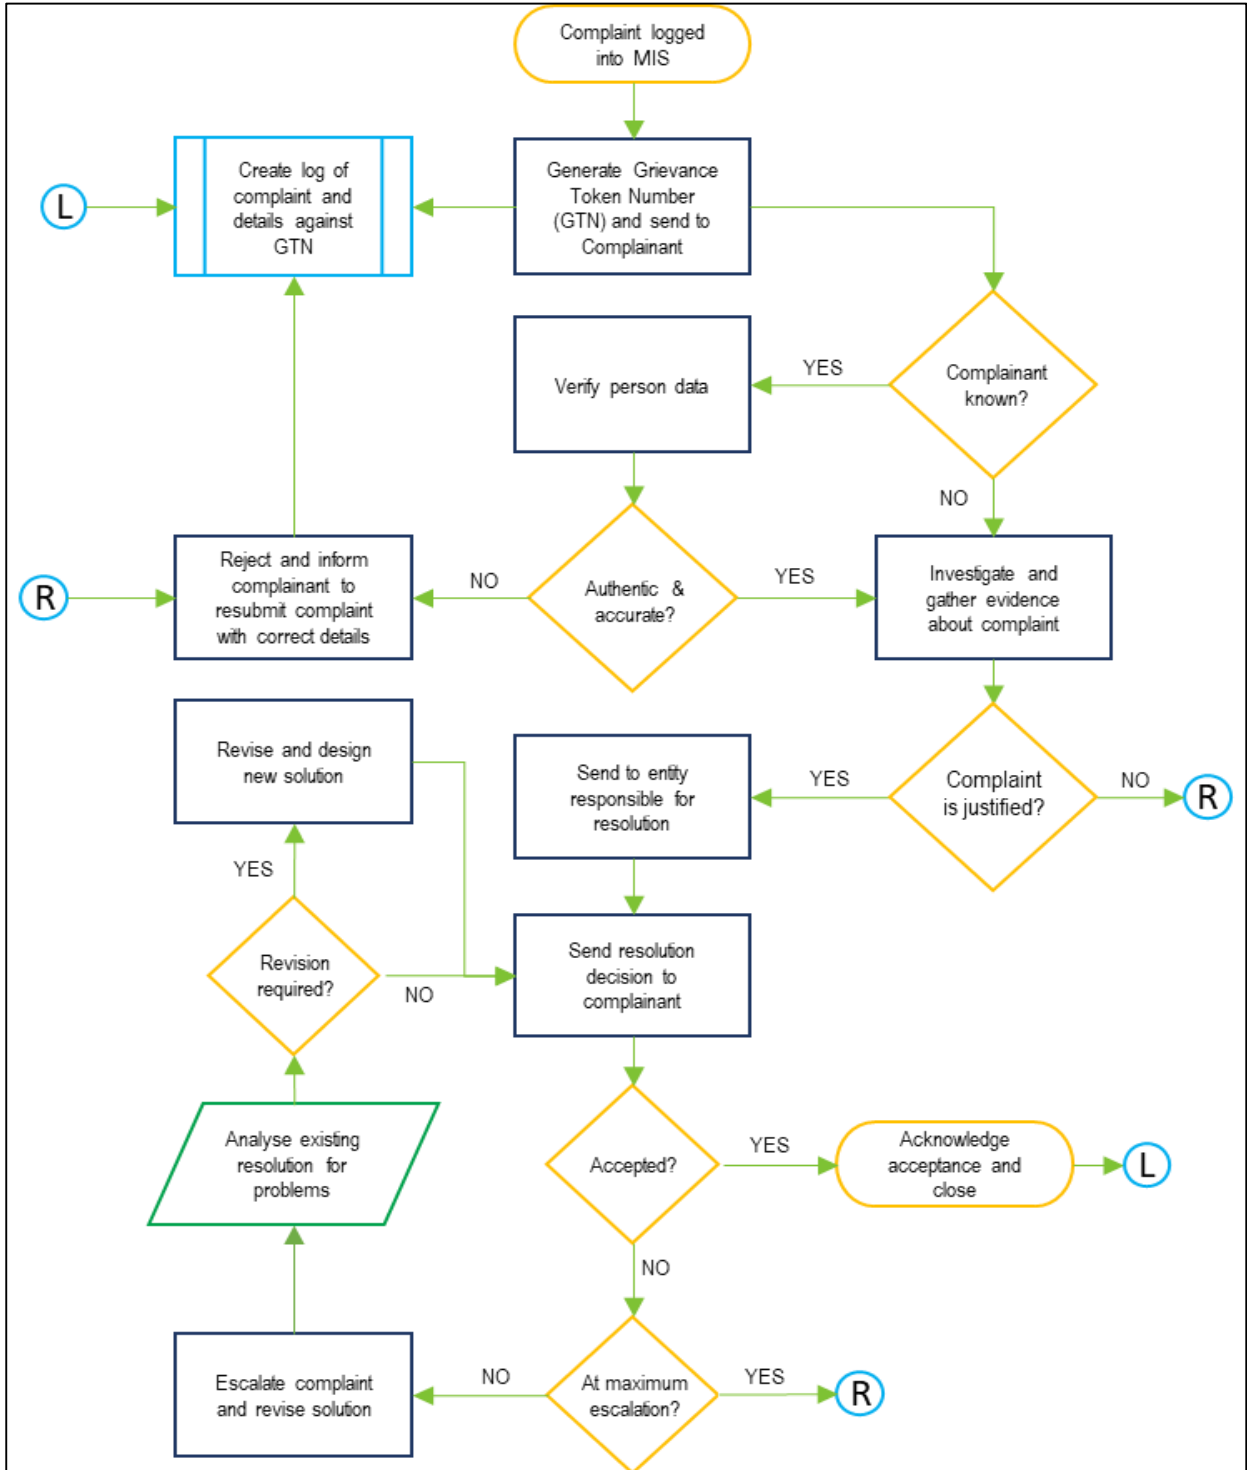 Complaint logged
into MIS
Create log of
complaint and
details against
GTN
Generate Grievance
Token Number
(GTN) and send to
Complainant
L
Verify person data
YES
Complainant
known?
NO
Reject and inform
complainant to
resubmit complaint
with correct details
R
NO
Authentic &
accurate?
YES
Investigate and
gather evidence
about complaint
Revise and design
new solution
Send to entity
responsible for
resolution
YES
Complaint
is justified?
NO
R
YES
Revision
required?
NO
Send resolution
decision to
complainant
Analyse existing
resolution for
problems
Accepted?
YES
Acknowledge
acceptance and
close
L
NO
Escalate complaint
and revise solution
NO
At maximum
escalation?
YES
R